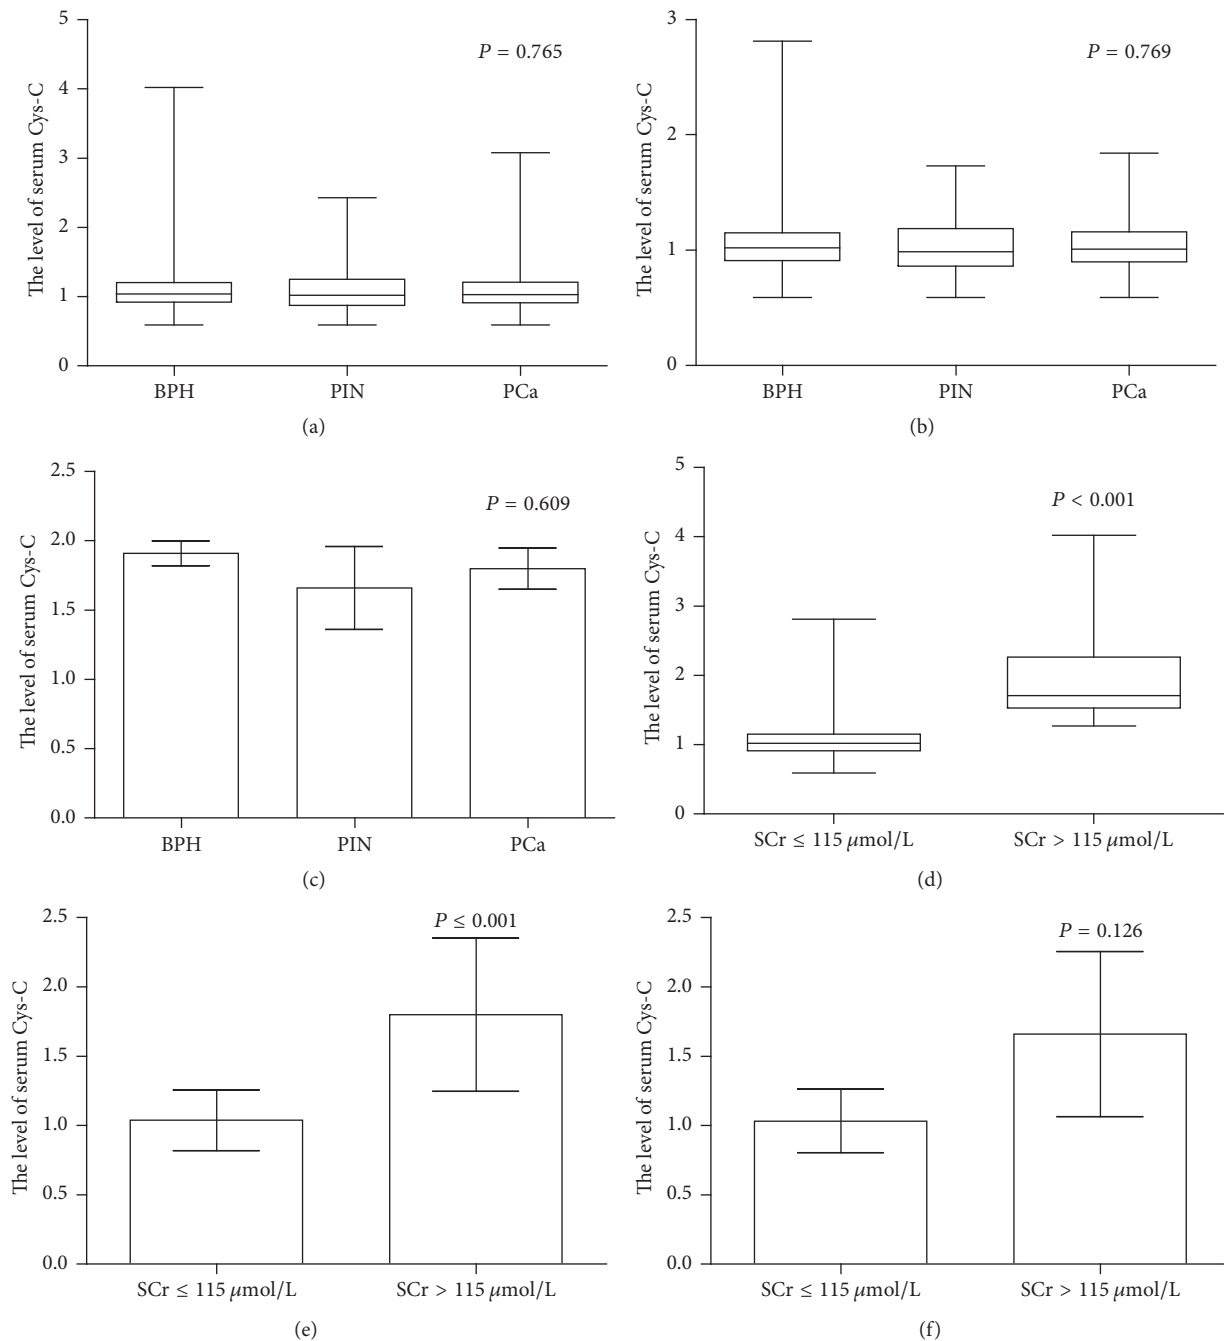 The level of serum Cys-C
5
4
3
2
1
0
P = 0.765
BPH
PIN
PCa
(a)
The level of serum Cys-C
3
2
1
0
P = 0.769
BPH
PIN
PCa
(b)
The level of serum Cys-C
2.5
2.0
1.5
1.0
0.5
0.0
P = 0.609
BPH
PIN
PCa
(c)
The level of serum Cys-C
5
4
3
2
1
0
P < 0.001
SCr ≤ 115 μmol/L
SCr > 115 μmol/L
(d)
The level of serum Cys-C
2.5
2.0
1.5
1.0
0.5
0.0
P ≤ 0.001
SCr ≤ 115 μmol/L
SCr > 115 μmol/L
(e)
The level of serum Cys-C
2.5
2.0
1.5
1.0
0.5
0.0
P = 0.126
SCr ≤ 115 μmol/L
SCr > 115 μmol/L
(f)